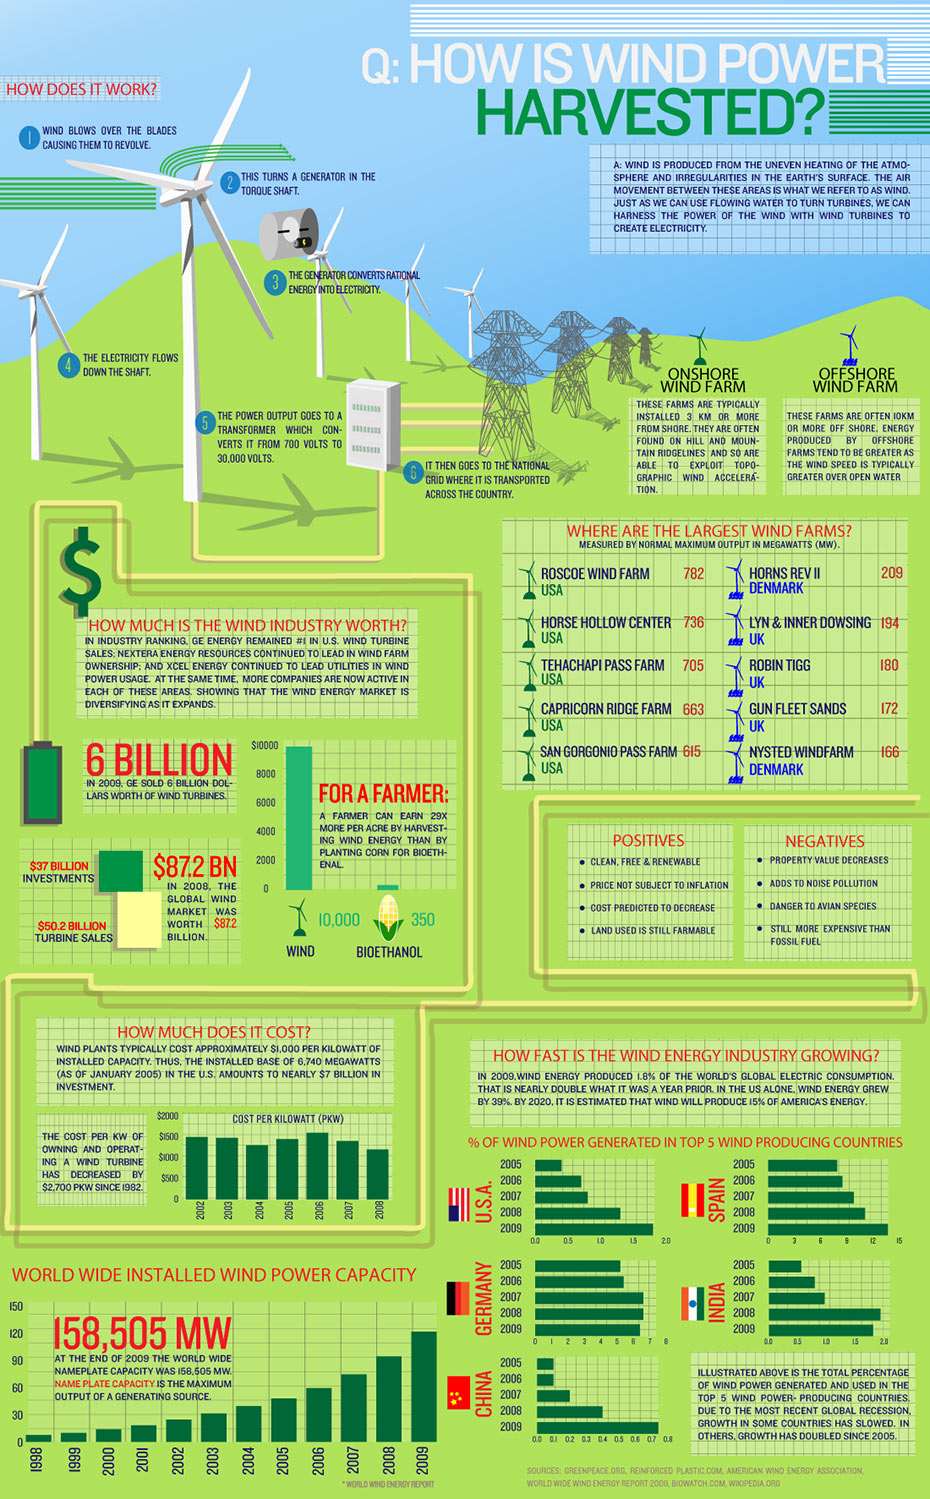 Q: HOW IS WIND POWER
HARVESTED?
A: WIND IS PRODUCED FROM THE UNEVEN HEATING OF THE ATMO-
SPHERE AND IRREGULARITIES IN THE EARTH'S SURFACE. THE AIR
MOVEMENT BETWEEN THESE AREAS IS WHAT WE REFER TO AS WIND.
JUST AS WE CAN USE FLOWING WATER TO TURN TURBINES, WE CAN
HARNESS THE POWER OF THE WIND WITH WIND TURBINES TO
CREATE ELECTRICITY.
HOW DOES IT WORK?
1
WIND BLOWS OVER THE BLADES
CAUSING THEM TO REVOLVE.
2
THIS TURNS A GENERATOR IN THE
TORQUE SHAFT.
3
THE GENERATOR CONVERTS RATIONAL
ENERGY INTO ELECTRICITY.
4
THE ELECTRICITY FLOWS
DOWN THE SHAFT.
5
THE POWER OUTPUT GOES TO A
TRANSFORMER WHICH CON-
VERTS IT FROM 700 VOLTS TO
30,000 VOLTS.
6
IT THEN GOES TO THE NATIONAL
GRID WHERE IT IS TRANSPORTED
ACROSS THE COUNTRY.
ONSHORE
WIND FARM
THESE FARMS ARE TYPICALLY
INSTALLED 3 KM OR MORE
FROM SHORE. THEY ARE OFTEN
FOUND ON HILL AND MOUN-
TAIN RIDGELINES AND SO ARE
ABLE TO EXPLOIT TOPO-
GRAPHIC WIND ACCELERA-
TION.
OFFSHORE
WIND FARM
THESE FARMS ARE OFTEN 10KM
OR MORE OFF SHORE. ENERGY
PRODUCED BY OFFSHORE
FARMS TEND TO BE GREATER AS
THE WIND SPEED IS TYPICALLY
GREATER OVER OPEN WATER
WHERE ARE THE LARGEST WIND FARMS?
MEASURED BY NORMAL MAXIMUM OUTPUT IN MEGAWATTS (MW).
ROSCOE WIND FARM 782
USA
HORSE HOLLOW CENTER 736
USA
TEHACHAPI PASS FARM 705
USA
CAPRICORN RIDGE FARM 663
USA
SAN GORGONIO PASS FARM 615
USA
HORNS REV II 209
DENMARK
LYN & INNER DOWSING 194
UK
ROBIN TIGG 180
UK
GUN FLEET SANDS 172
UK
NYSTED WINDFARM 166
DENMARK
$
HOW MUCH IS THE WIND INDUSTRY WORTH?
IN INDUSTRY RANKING, GE ENERGY REMAINED #1 IN U.S. WIND TURBINE
SALES; NEXTERA ENERGY RESOURCES CONTINUED TO LEAD IN WIND FARM
OWNERSHIP; AND XCEL ENERGY CONTINUED TO LEAD UTILITIES IN WIND
POWER USAGE. AT THE SAME TIME, MORE COMPANIES ARE NOW ACTIVE IN
EACH OF THESE AREAS, SHOWING THAT THE WIND ENERGY MARKET IS
DIVERSIFYING AS IT EXPANDS.
6 BILLION
IN 2009, GE SOLD 6 BILLION DOL-
LARS WORTH OF WIND TURBINES.
$37 BILLION
INVESTMENTS
$50.2 BILLION
TURBINE SALES
$87.2 BN
IN 2008, THE
GLOBAL WIND
MARKET WAS
WORTH $87.2
BILLION.
$10000
8000
6000
4000
2000
0
FOR A FARMER:
A FARMER CAN EARN 29X
MORE PER ACRE BY HARVEST-
ING WIND ENERGY THAN BY
PLANTING CORN FOR BIOETH-
ENAL.
10,000
WIND
350
BIOETHANOL
POSITIVES
• CLEAN, FREE & RENEWABLE
• PRICE NOT SUBJECT TO INFLATION
• COST PREDICTED TO DECREASE
• LAND USED IS STILL FARMABLE
NEGATIVES
• PROPERTY VALUE DECREASES
• ADDS TO NOISE POLLUTION
• DANGER TO AVIAN SPECIES
• STILL MORE EXPENSIVE THAN
FOSSIL FUEL
HOW MUCH DOES IT COST?
WIND PLANTS TYPICALLY COST APPROXIMATELY $1,000 PER KILOWATT OF
INSTALLED CAPACITY. THUS, THE INSTALLED BASE OF 6,740 MEGAWATTS
(AS OF JANUARY 2005) IN THE U.S. AMOUNTS TO NEARLY $7 BILLION IN
INVESTMENT.
THE COST PER KW OF
OWNING AND OPERAT-
ING A WIND TURBINE
HAS DECREASED BY
$2,700 PKW SINCE 1982.
COST PER KILOWATT (PKW)
$2000
$1500
$1000
$500
0
2002 2003 2004 2005 2006 2007 2008
HOW FAST IS THE WIND ENERGY INDUSTRY GROWING?
IN 2009,WIND ENERGY PRODUCED 1.8% OF THE WORLD'S GLOBAL ELECTRIC CONSUMPTION.
THAT IS NEARLY DOUBLE WHAT IT WAS A YEAR PRIOR. IN THE US ALONE, WIND ENERGY GREW
BY 39%. BY 2020, IT IS ESTIMATED THAT WIND WILL PRODUCE 15% OF AMERICA'S ENERGY.
% OF WIND POWER GENERATED IN TOP 5 WIND PRODUCING COUNTRIES
U.S.A.
2005
2006
2007
2008
2009
0.0 0.5 1.0 1.5 2.0
SPAIN
2005
2006
2007
2008
2009
0 3 6 9 12 15
GERMANY
2005
2006
2007
2008
2009
0 1 2 3 4 5 6 7 8
INDIA
2005
2006
2007
2008
2009
0.0 0.5 1.0 1.5 2.0
CHINA
2005
2006
2007
2008
2009
0.0 0.1 0.2 0.3 0.4 0.5 0.6 0.7 0.8
ILLUSTRATED ABOVE IS THE TOTAL PERCENTAGE
OF WIND POWER GENERATED AND USED IN THE
TOP 5 WIND POWER- PRODUCING COUNTRIES.
DUE TO THE MOST RECENT GLOBAL RECESSION,
GROWTH IN SOME COUNTRIES HAS SLOWED. IN
OTHERS, GROWTH HAS DOUBLED SINCE 2005.
WORLD WIDE INSTALLED WIND POWER CAPACITY
150
120
90
60
30
0
158,505 MW
AT THE END OF 2009 THE WORLD WIDE
NAMEPLATE CAPACITY WAS 158,505 MW.
NAME PLATE CAPACITY IS THE MAXIMUM
OUTPUT OF A GENERATING SOURCE.
1998 1999 2000 2001 2002 2003 2004 2005 2006 2007 2008 2009
* WORLD WIND ENERGY REPORT
SOURCES: GREENPEACE.ORG, REINFORCED PLASTIC.COM, AMERICAN WIND ENERGY ASSOCIATION,
WORLD WIDE WIND ENERGY REPORT 2009, BIOWATCH.COM, WIKIPEDIA.ORG